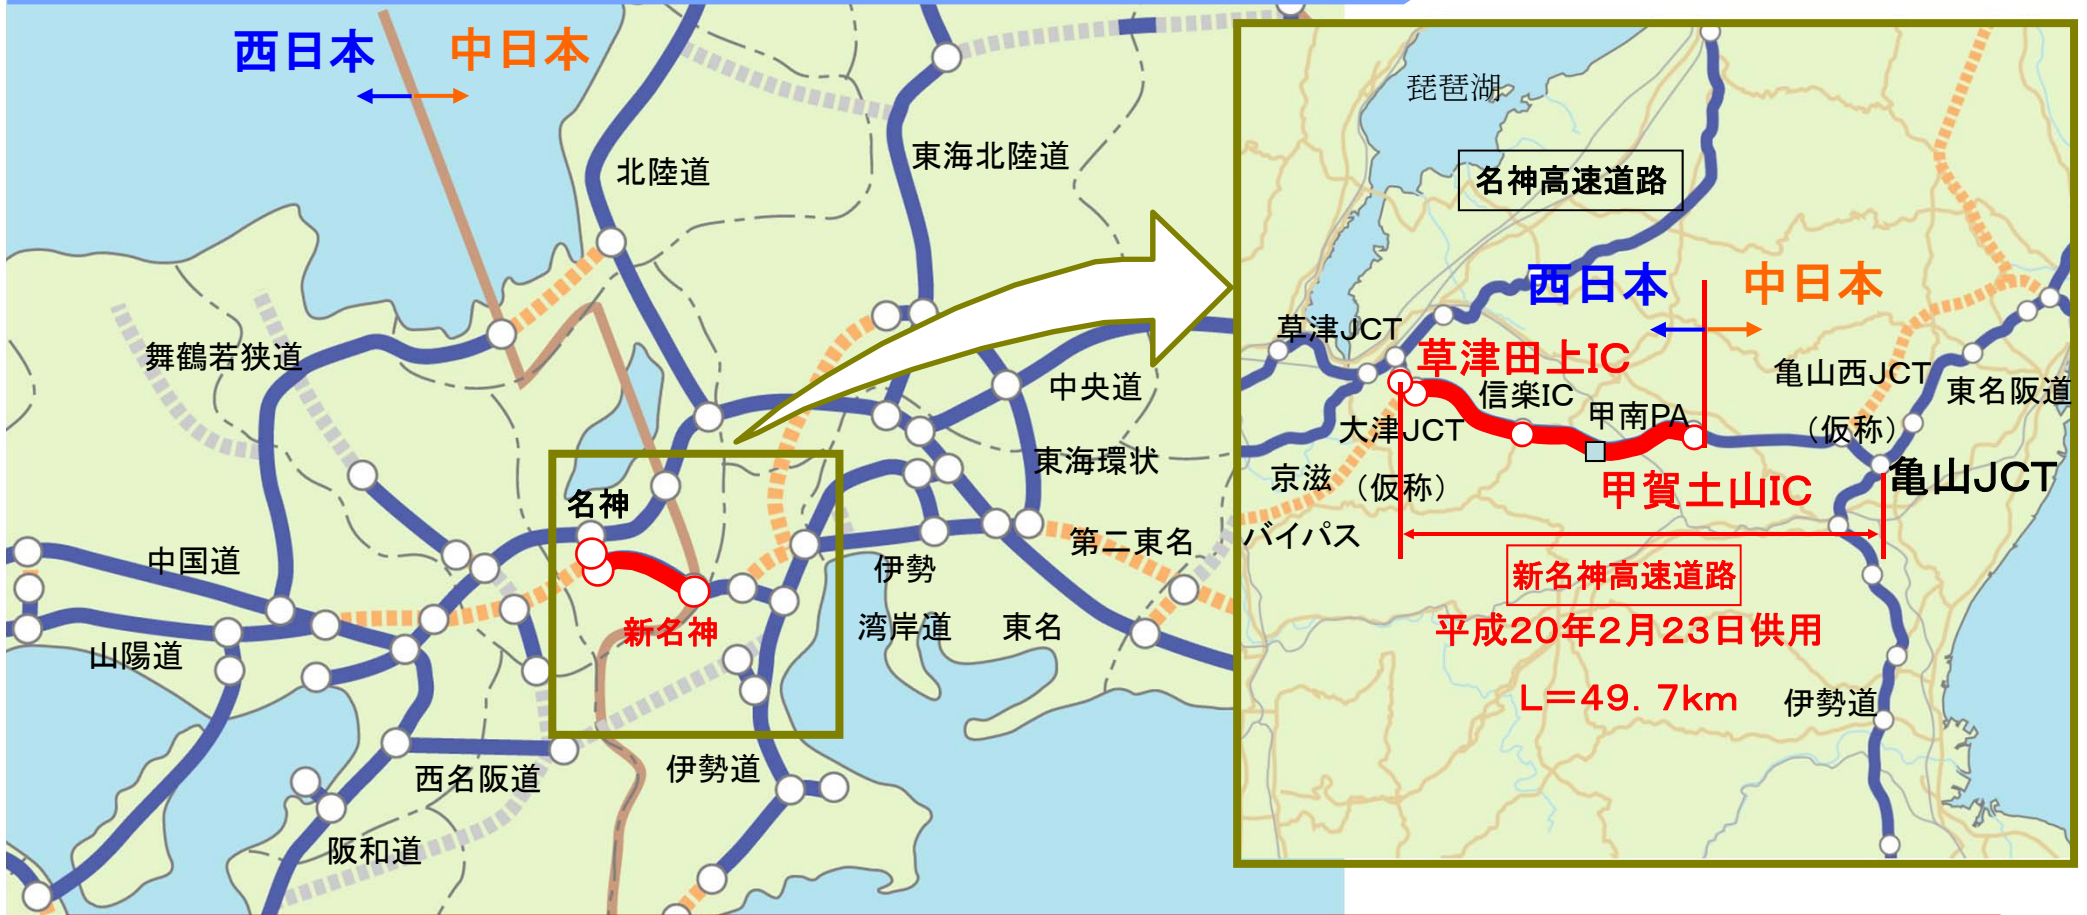 西日本
中日本
北陸道
東海北陸道
舞鶴若狭道
中央道
東海環状
名神
第二東名
中国道
伊勢
湾岸道
東名
新名神
山陽道
西名阪道
伊勢道
阪和道
琵琶湖
名神高速道路
西日本
中日本
草津JCT
草津田上IC
亀山西JCT
(仮称)
東名阪道
信楽IC
甲南PA
大津JCT
(仮称)
京滋
バイパス
甲賀土山IC
亀山JCT
新名神高速道路
平成20年2月23日供用
L=49.7km
伊勢道